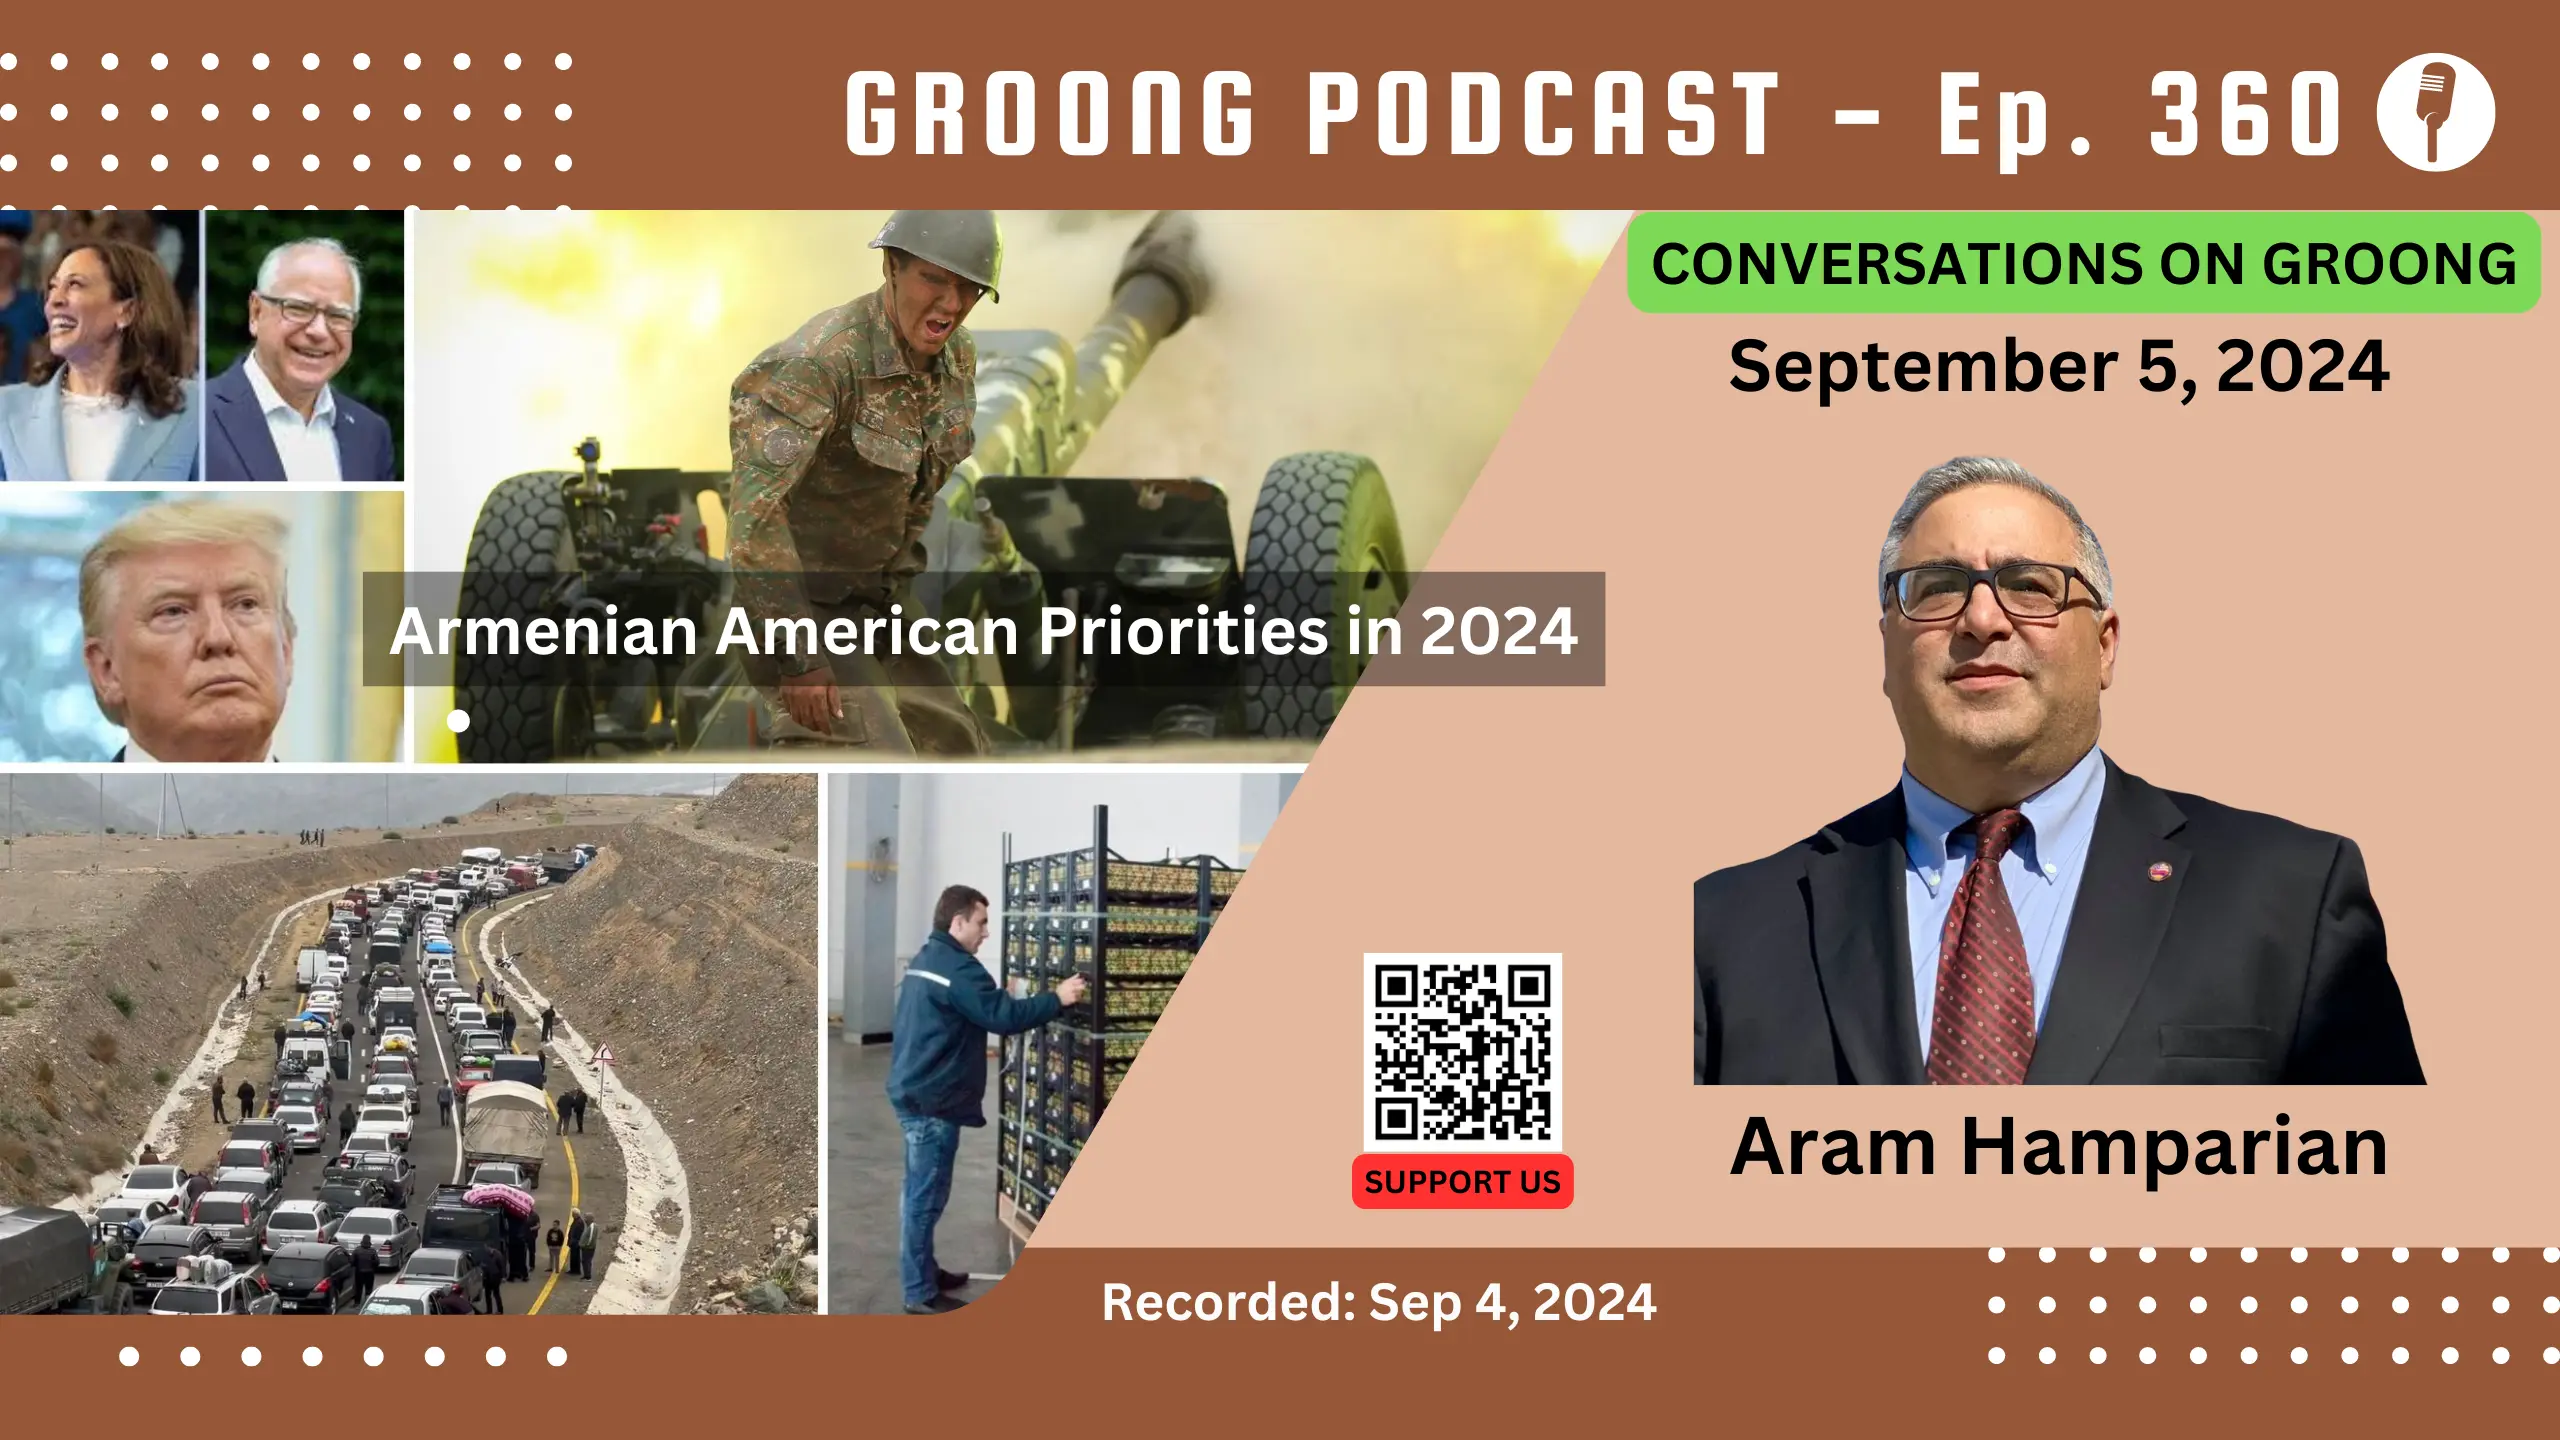 GROONG PODCAST - Ep. 360
CONVERSATIONS ON GROONG
September 5, 2024
Armenian American Priorities in 2024
SUPPORT US
Aram Hamparian
Recorded: Sep 4, 2024